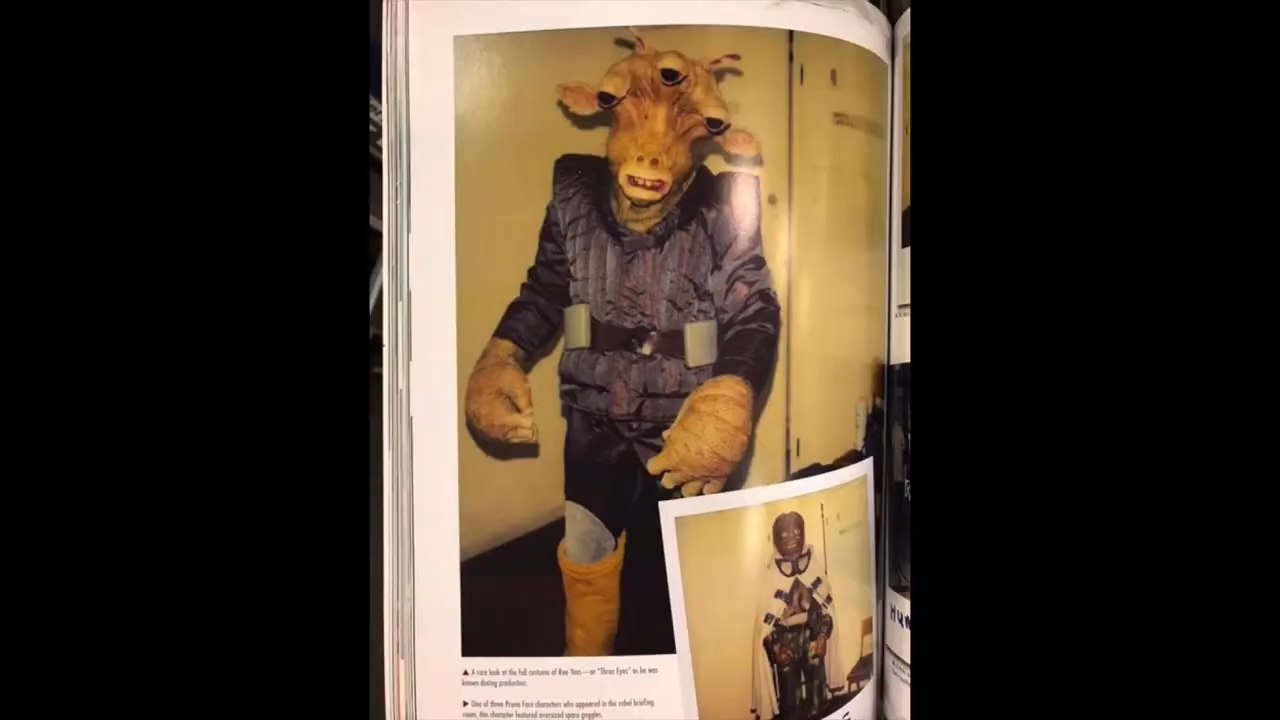 ▲ A rare look at the full costume of Ree Yees—or "Three Eyes" as he was
known during production.
▶ One of three Prune Face characters who appeared in the rebel briefing
room, this character featured oversized space goggles.
HUM